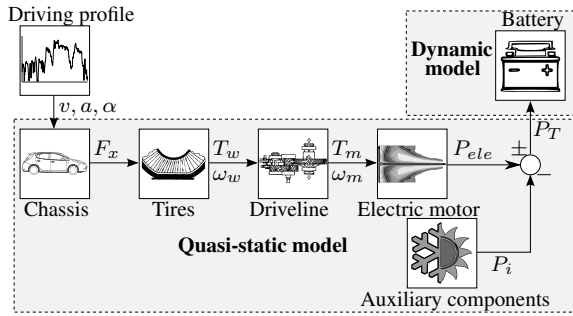 Driving profile
Battery
Dynamic
model
v, a, α
P_T
F_x
T_w
ω_w
T_m
ω_m
P_ele
+
−
Chassis
Tires
Driveline
Electric motor
Quasi-static model
P_i
Auxiliary components